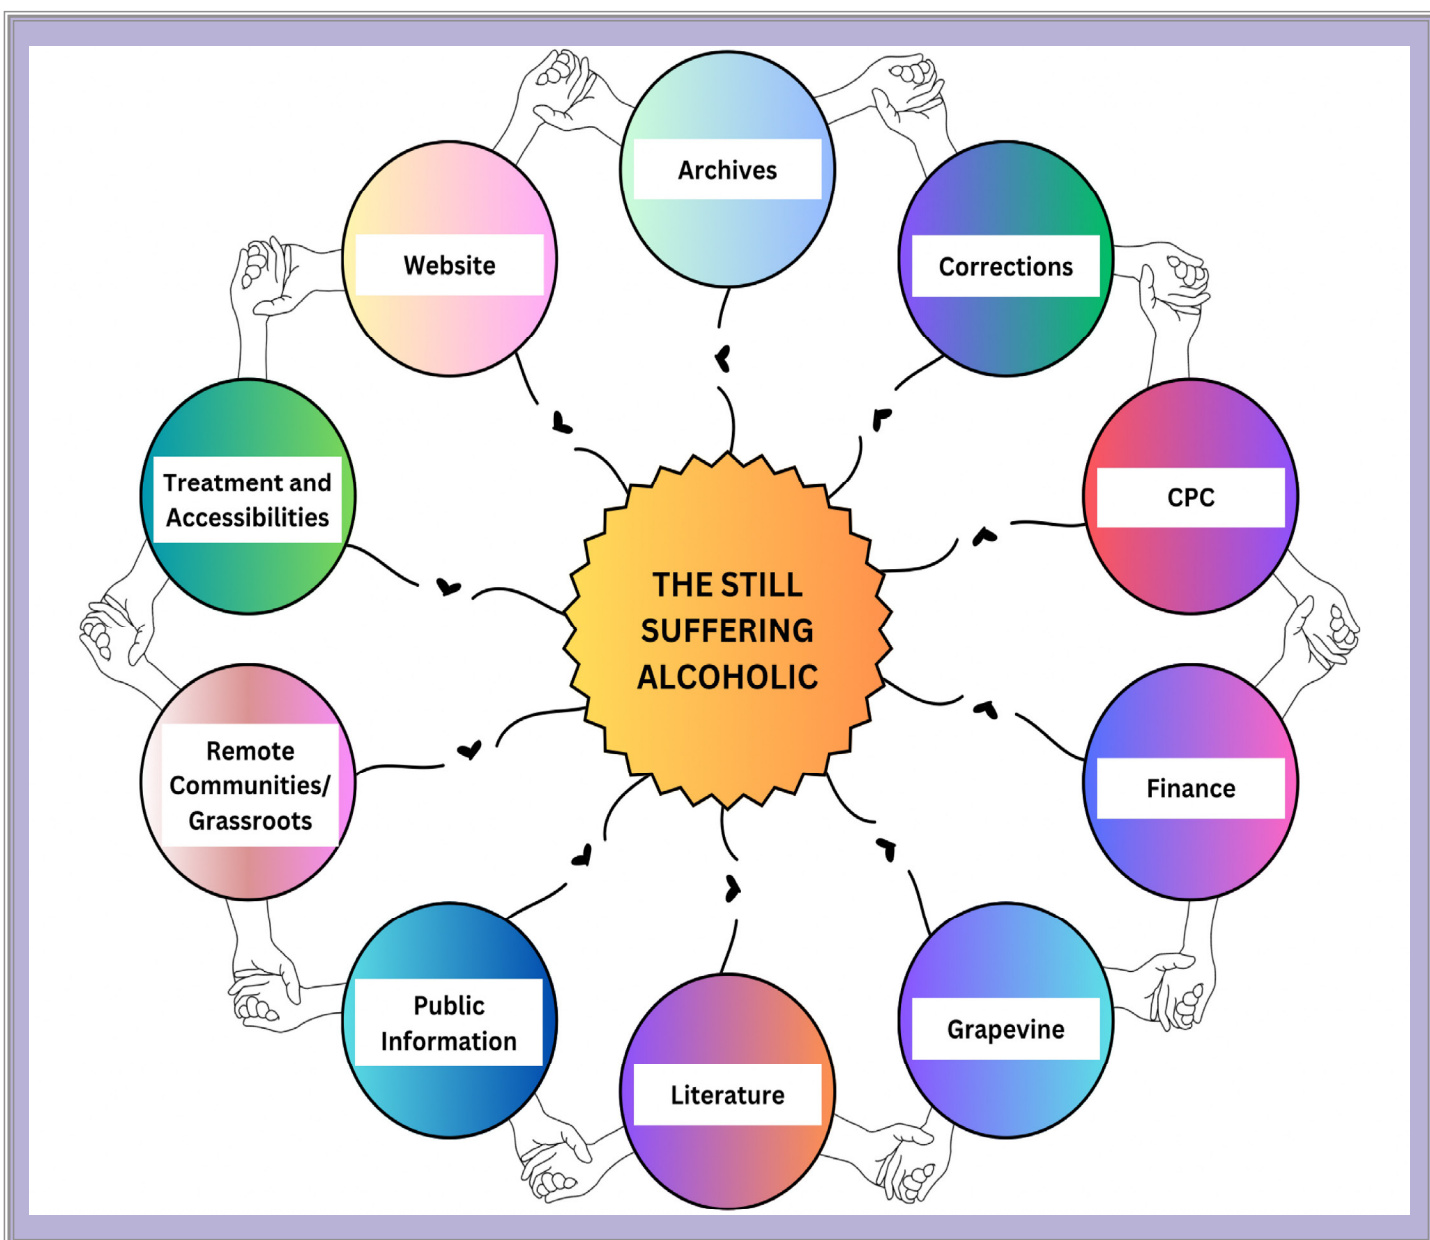 Archives
Website
Corrections
Treatment and
Accessibilities
CPC
THE STILL
SUFFERING
ALCOHOLIC
Remote
Communities/
Grassroots
Finance
Public
Information
Grapevine
Literature